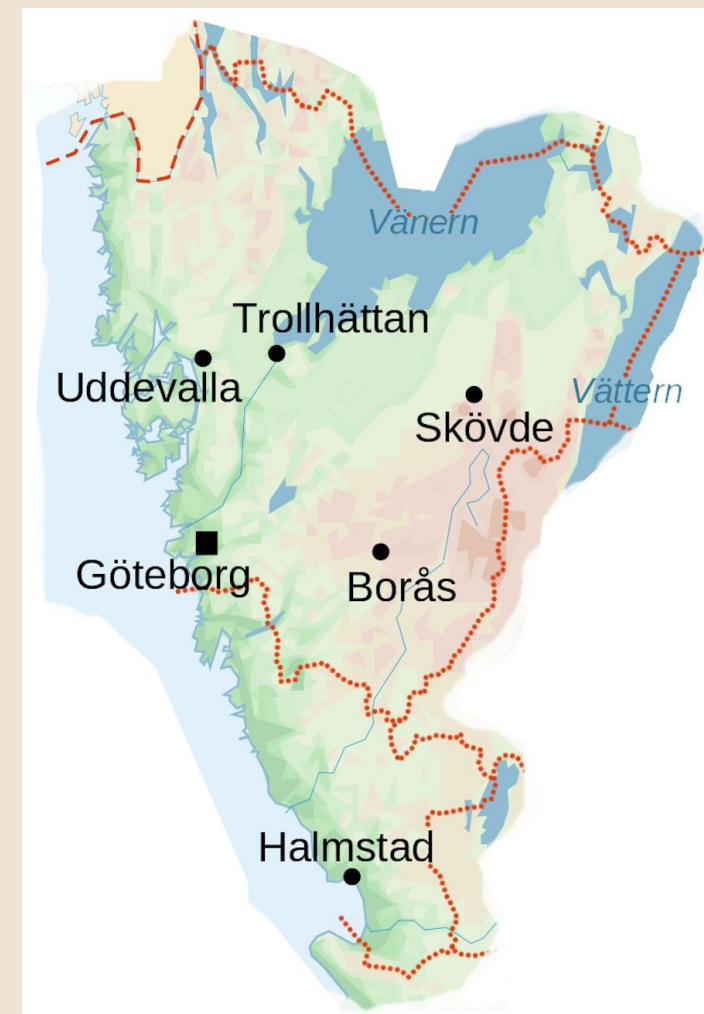 Vänern
Trollhättan
Uddevalla
Vättern
Skövde
Göteborg
Borås
Halmstad